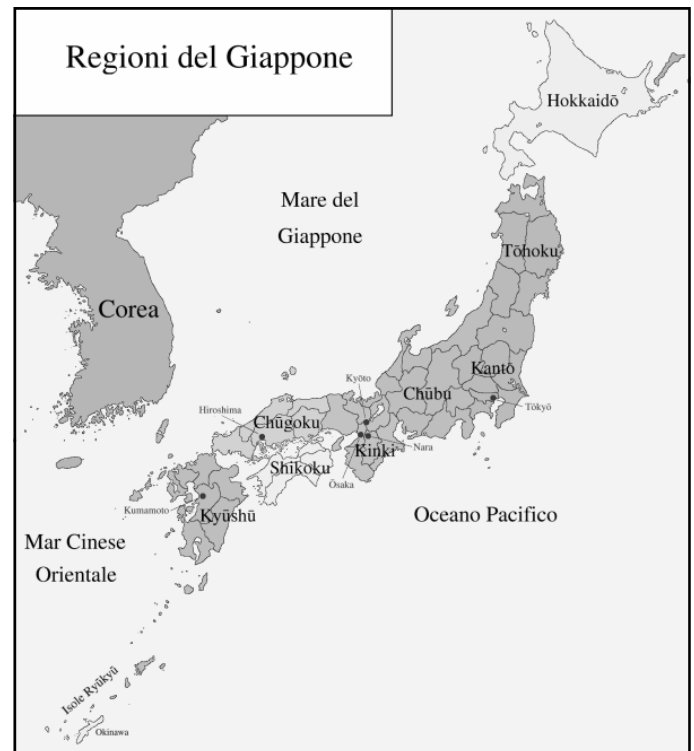 Regioni del Giappone
Hokkaidō
Mare del
Giappone
Tōhoku
Corea
Kantō
Kyōto
Chūbu
Tōkyō
Hiroshima
Chūgoku
Nara
Kinki
Shikoku
Ōsaka
Kumamoto
Kyūshū
Oceano Pacifico
Mar Cinese
Orientale
Isole Ryūkyū
Okinawa